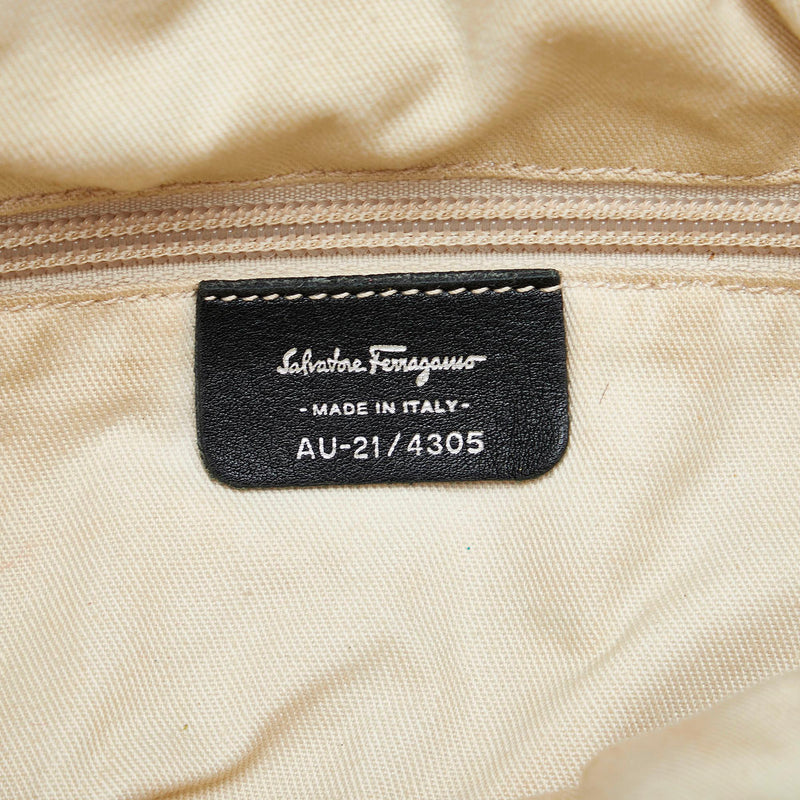 Salvatore Ferragamo
- MADE IN ITALY -
AU-21/4305